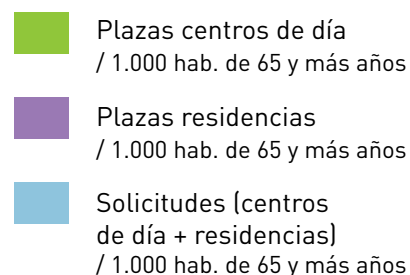 Plazas centros de día
/ 1.000 hab. de 65 y más años
Plazas residencias
/ 1.000 hab. de 65 y más años
Solicitudes (centros
de día + residencias)
/ 1.000 hab. de 65 y más años